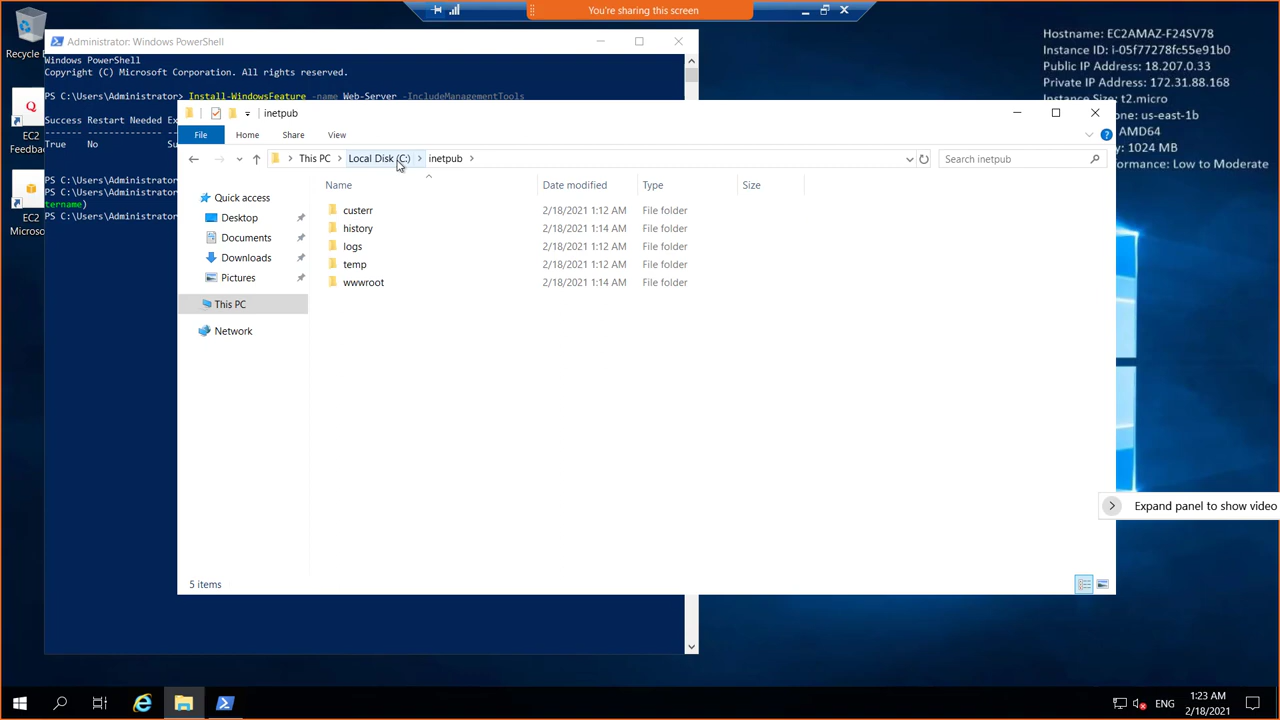 You're sharing this screen
Recycle
Administrator: Windows PowerShell
Windows PowerShell
Copyright (C) Microsoft Corporation. All rights reserved.
PS C:\Users\Administrator> Install-WindowsFeature -name Web-Server -IncludeManagementTools
Success Restart Needed Ex
True No Su
PS C:\Users\Administrator
PS C:\Users\Administrator
tername)
PS C:\Users\Administrator
EC2
Feedba
EC2
Microso
Hostname: EC2AMAZ-F24SV78
Instance ID: i-05f77278fc55e91b0
Public IP Address: 18.207.0.33
Private IP Address: 172.31.88.168
Instance Size: t2.micro
one: us-east-1b
AMD64
y: 1024 MB
ormance: Low to Moderate
inetpub
File Home Share View
This PC Local Disk (C:) inetpub
Search inetpub
Name Date modified Type Size
custerr 2/18/2021 1:12 AM File folder
history 2/18/2021 1:14 AM File folder
logs 2/18/2021 1:12 AM File folder
temp 2/18/2021 1:12 AM File folder
wwwroot 2/18/2021 1:14 AM File folder
Quick access
Desktop
Documents
Downloads
Pictures
This PC
Network
5 items
Expand panel to show video
ENG
1:23 AM
2/18/2021